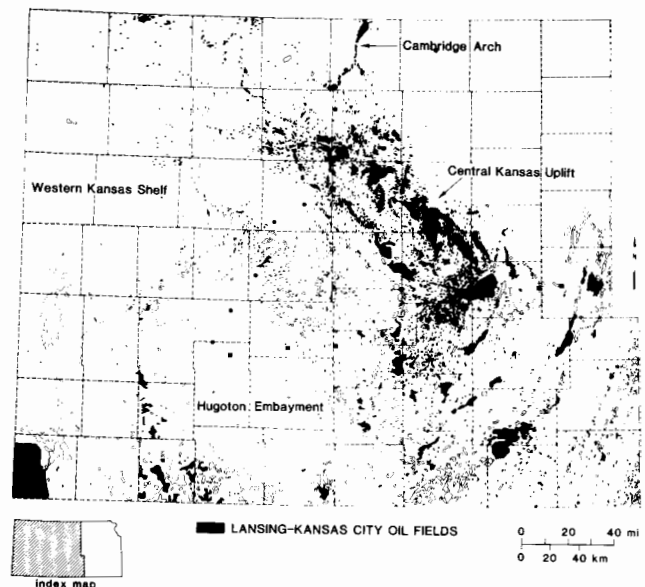 Cambridge Arch
Central Kansas Uplift
Western Kansas Shelf
Hugoton Embayment
LANSING-KANSAS CITY OIL FIELDS
0 20 40 mi
0 20 40 km
index map